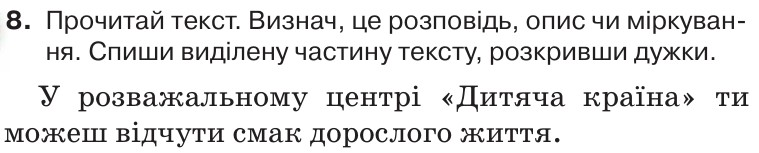 8. Прочитай текст. Визнач, це розповідь, опис чи міркуван-
ня. Спиши виділену частину тексту, розкривши дужки.
У розважальному центрі «Дитяча країна» ти
можеш відчути смак дорослого життя.